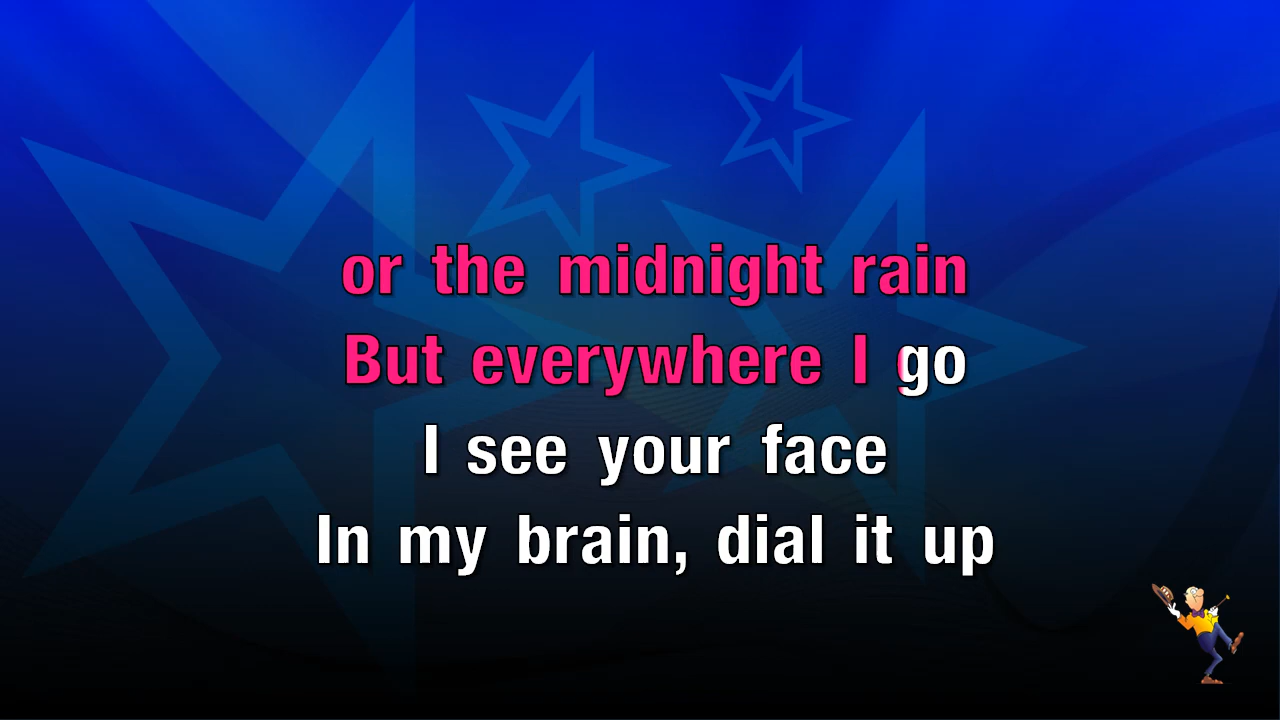 or the midnight rain
But everywhere I go
I see your face
In my brain, dial it up